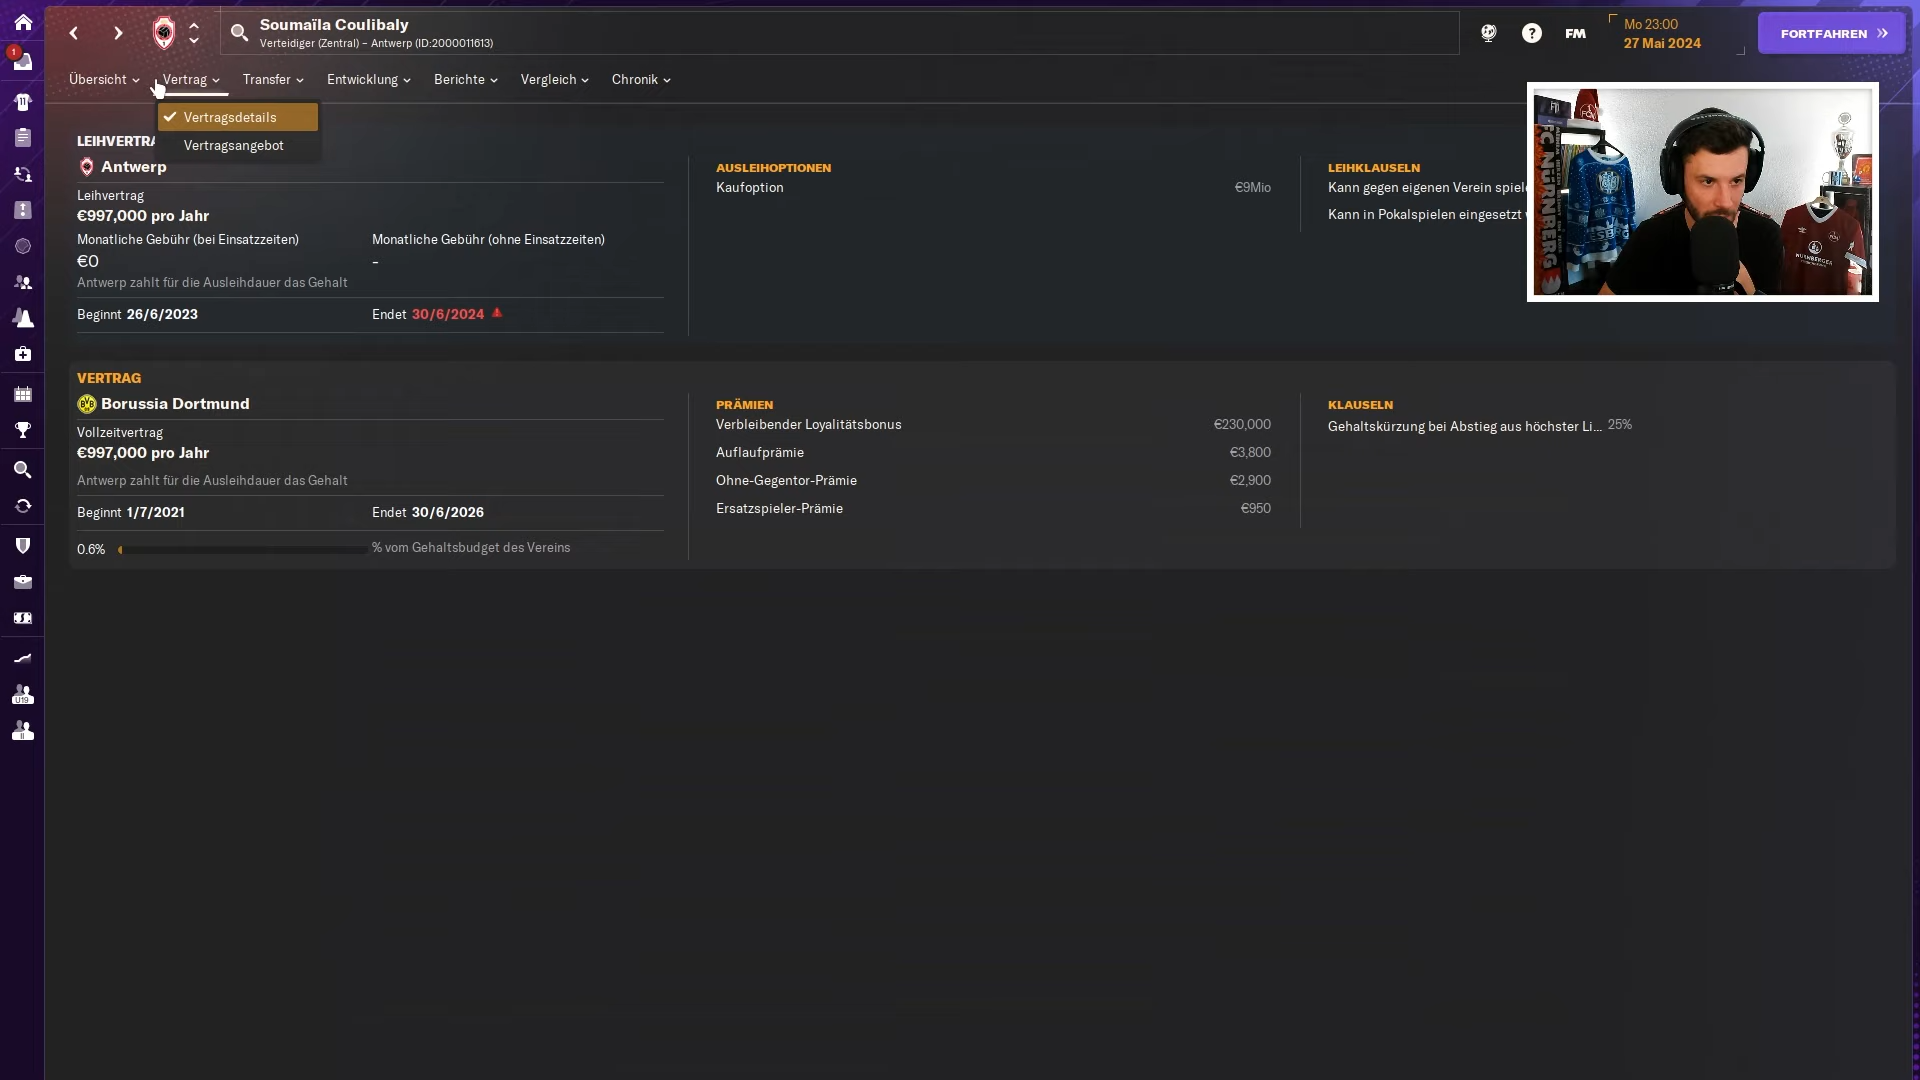 Soumaïla Coulibaly
Verteidiger (Zentral) - Antwerp (ID:2000011613)
FM
Mo 23:00
27 Mai 2024
FORTFAHREN
1
Übersicht
Vertrag
Transfer
Entwicklung
Berichte
Vergleich
Chronik
Vertragsdetails
Vertragsangebot
LEIHVERTRA
Antwerp
Leihvertrag
€997,000 pro Jahr
Monatliche Gebühr (bei Einsatzzeiten)
Monatliche Gebühr (ohne Einsatzzeiten)
€0
-
Antwerp zahlt für die Ausleihdauer das Gehalt
Beginnt 26/6/2023
Endet 30/6/2024
AUSLEIHOPTIONEN
Kaufoption €9Mio
LEIHKLAUSELN
Kann gegen eigenen Verein spiele
Kann in Pokalspielen eingesetzt
FC NÜRNBERG
VERTRAG
Borussia Dortmund
Vollzeitvertrag
€997,000 pro Jahr
Antwerp zahlt für die Ausleihdauer das Gehalt
Beginnt 1/7/2021
Endet 30/6/2026
0.6%
% vom Gehaltsbudget des Vereins
PRÄMIEN
Verbleibender Loyalitätsbonus €230,000
Auflaufprämie €3,800
Ohne-Gegentor-Prämie €2,900
Ersatzspieler-Prämie €950
KLAUSELN
Gehaltskürzung bei Abstieg aus höchster Li... 25%
U19
II